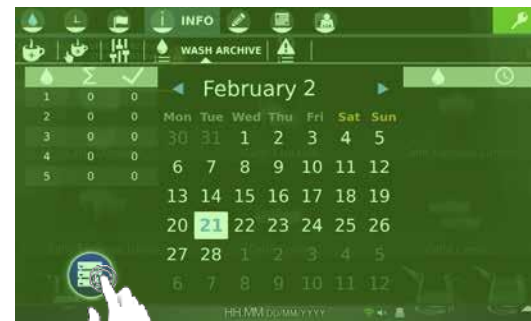 INFO
WASH ARCHIVE
Σ
February 2
Mon Tue Wed Thu Fri Sat Sun
30 31 1 2 3 4 5
6 7 8 9 10 11 12
13 14 15 16 17 18 19
20 21 22 23 24 25 26
27 28 1 2 3 4 5
6 7 8 9 10 11 12
1 0 0
2 0 0
3 0 0
4 0 0
5 0 0
HH.MM DD/MM/YYYY